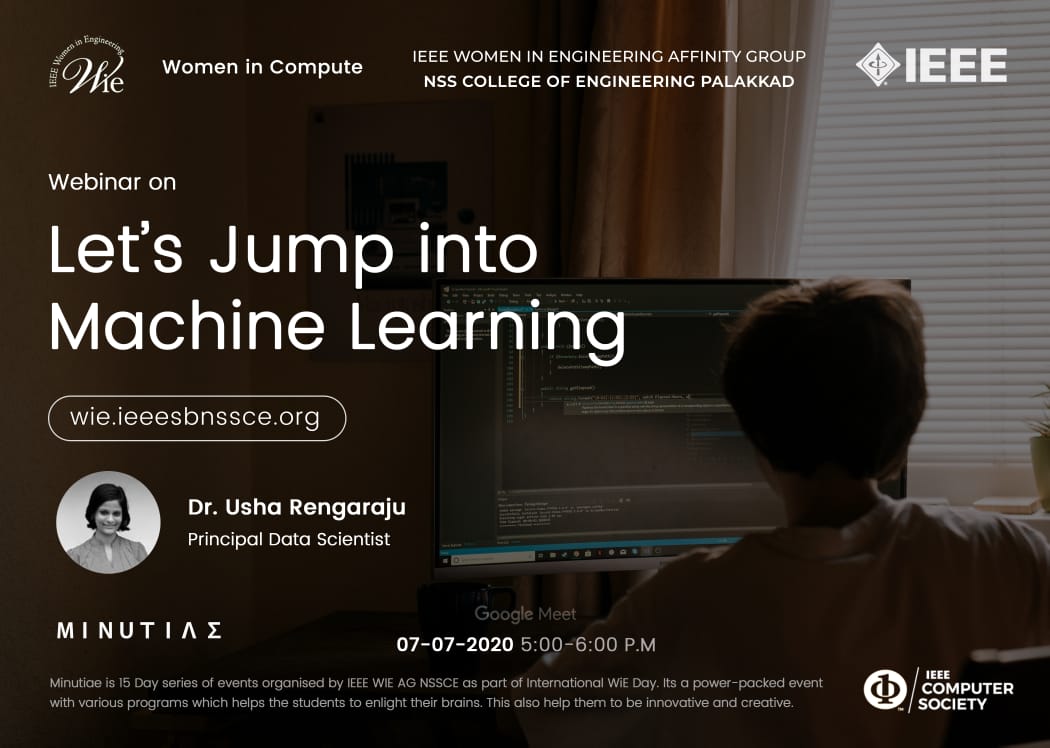 IEEE Women in Engineering
WiE
Women in Compute
IEEE WOMEN IN ENGINEERING AFFINITY GROUP
NSS COLLEGE OF ENGINEERING PALAKKAD
IEEE
Webinar on
Let's Jump into
Machine Learning
wie.ieeesbnssce.org
Dr. Usha Rengaraju
Principal Data Scientist
MINUTIAE
Google Meet
07-07-2020 5:00-6:00 P.M
Minutiae is 15 Day series of events organised by IEEE WIE AG NSSCE as part of International WiE Day. Its a power-packed event
with various programs which helps the students to enlight their brains. This also help them to be innovative and creative.
IEEE
COMPUTER
SOCIETY